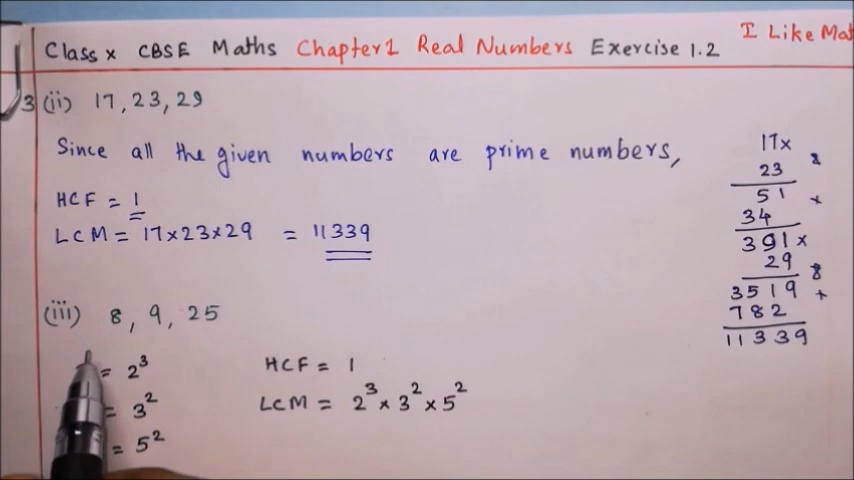 Class x CBSE Maths Chapter1 Real Numbers Exercise 1.2
I Like Mat
3 (ii) 17, 23, 29
Since all the given numbers are prime numbers,
HCF = 1
LCM = 17×23×29 = 11339
17×
23
51
34
391×
29
3519
782
11339
(iii) 8, 9, 25
= 2³
= 3²
= 5²
HCF = 1
LCM = 2³ × 3² × 5²